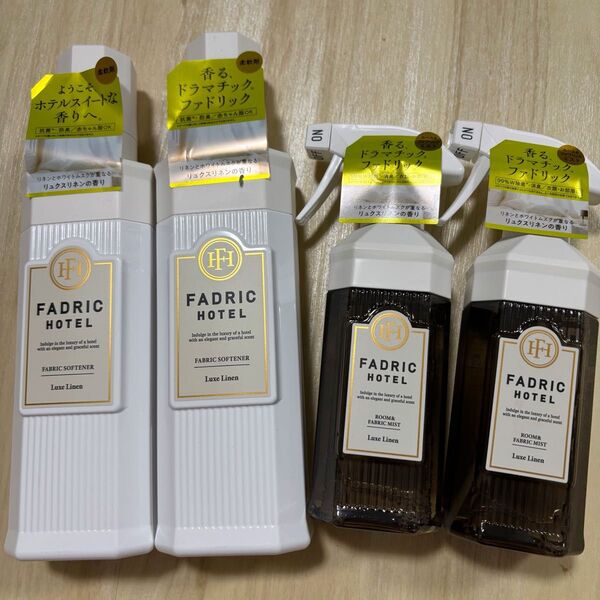 柔軟剤
ようこそ
ホテルスイートな
香りへ。
抗菌*・防臭/赤ちゃん服OK
リネンとホワイトムスクが重なる
リュクスリネンの香り
FH
FADRIC
HOTEL
Indulge in the luxury of a hotel
with an elegant and graceful scent
FABRIC SOFTENER
Luxe Linen
柔軟剤
香る、
ドラマチック。
ファドリック
抗菌*・防臭/赤ちゃん服OK
リネンとホワイトムスクが重なる
リュクスリネンの香り
FH
FADRIC
HOTEL
Indulge in the luxury of a hotel
with an elegant and graceful scent
FABRIC SOFTENER
Luxe Linen
ON
香る、
ドラマチック。
ファドリック
リネンとホワイトムスクが重なる
リュクスリネンの香り
FH
FADRIC
HOTEL
Indulge in the luxury of a hotel
with an elegant and graceful scent
ROOM&
FABRIC MIST
Luxe Linen
ON
香る、
ドラマチック。
ファドリック
リネンとホワイトムスクが重なる
リュクスリネンの香り
FH
FADRIC
HOTEL
Indulge in the luxury of a hotel
with an elegant and graceful scent
ROOM&
FABRIC MIST
Luxe Linen